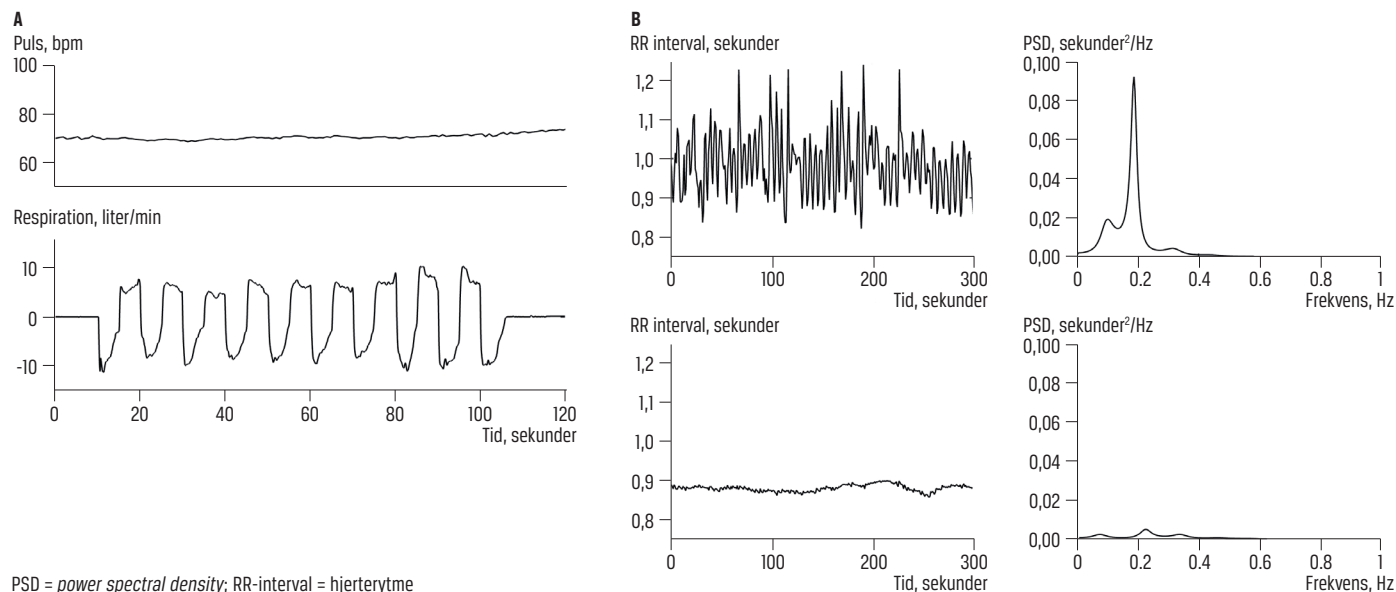 A
Puls, bpm
100
80
60
Respiration, liter/min
10
0
-10
0 20 40 60 80 100 120
Tid, sekunder
B
RR interval, sekunder
1,2
1,1
1,0
0,9
0,8
0 100 200 300
Tid, sekunder
PSD, sekunder²/Hz
0,100
0,08
0,06
0,04
0,02
0,00
0 0.2 0.4 0.6 0.8 1
Frekvens, Hz
RR interval, sekunder
1,2
1,1
1,0
0,9
0,8
0 100 200 300
Tid, sekunder
PSD, sekunder²/Hz
0,100
0,08
0,06
0,04
0,02
0,00
0 0.2 0.4 0.6 0.8 1
Frekvens, Hz
PSD = power spectral density; RR-interval = hjerterytme